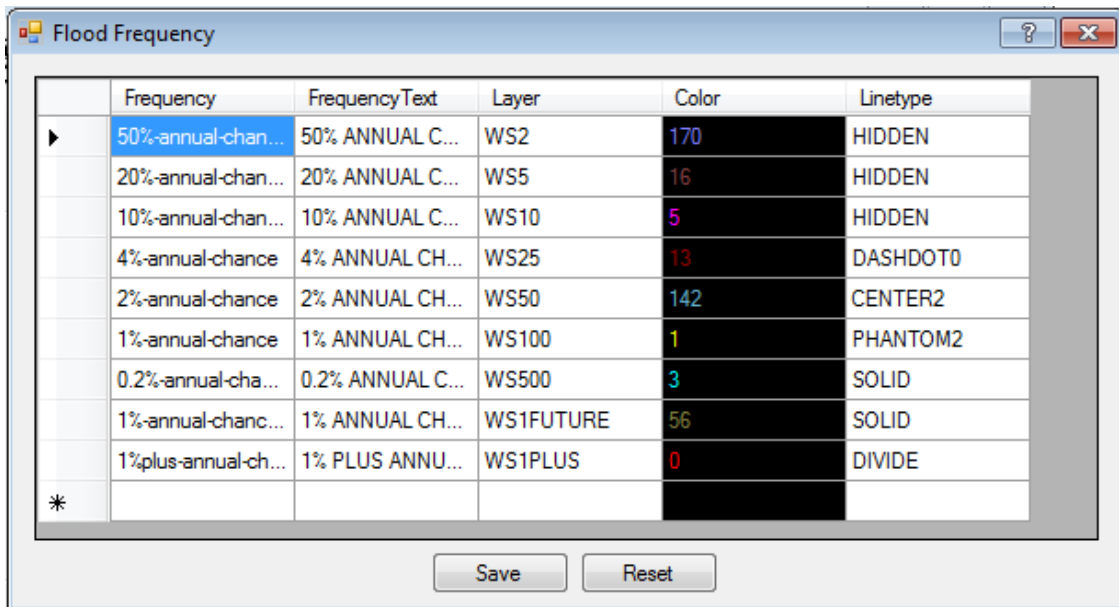 Flood Frequency ?
Frequency FrequencyText Layer Color Linetype
50%-annual-chan... 50% ANNUAL C... WS2 170 HIDDEN
20%-annual-chan... 20% ANNUAL C... WS5 16 HIDDEN
10%-annual-chan... 10% ANNUAL C... WS10 5 HIDDEN
4%-annual-chance 4% ANNUAL CH... WS25 13 DASHDOT0
2%-annual-chance 2% ANNUAL CH... WS50 142 CENTER2
1%-annual-chance 1% ANNUAL CH... WS100 1 PHANTOM2
0.2%-annual-cha... 0.2% ANNUAL C... WS500 3 SOLID
1%-annual-chanc... 1% ANNUAL CH... WS1FUTURE 56 SOLID
1%plus-annual-ch... 1% PLUS ANNU... WS1PLUS 0 DIVIDE
Save Reset